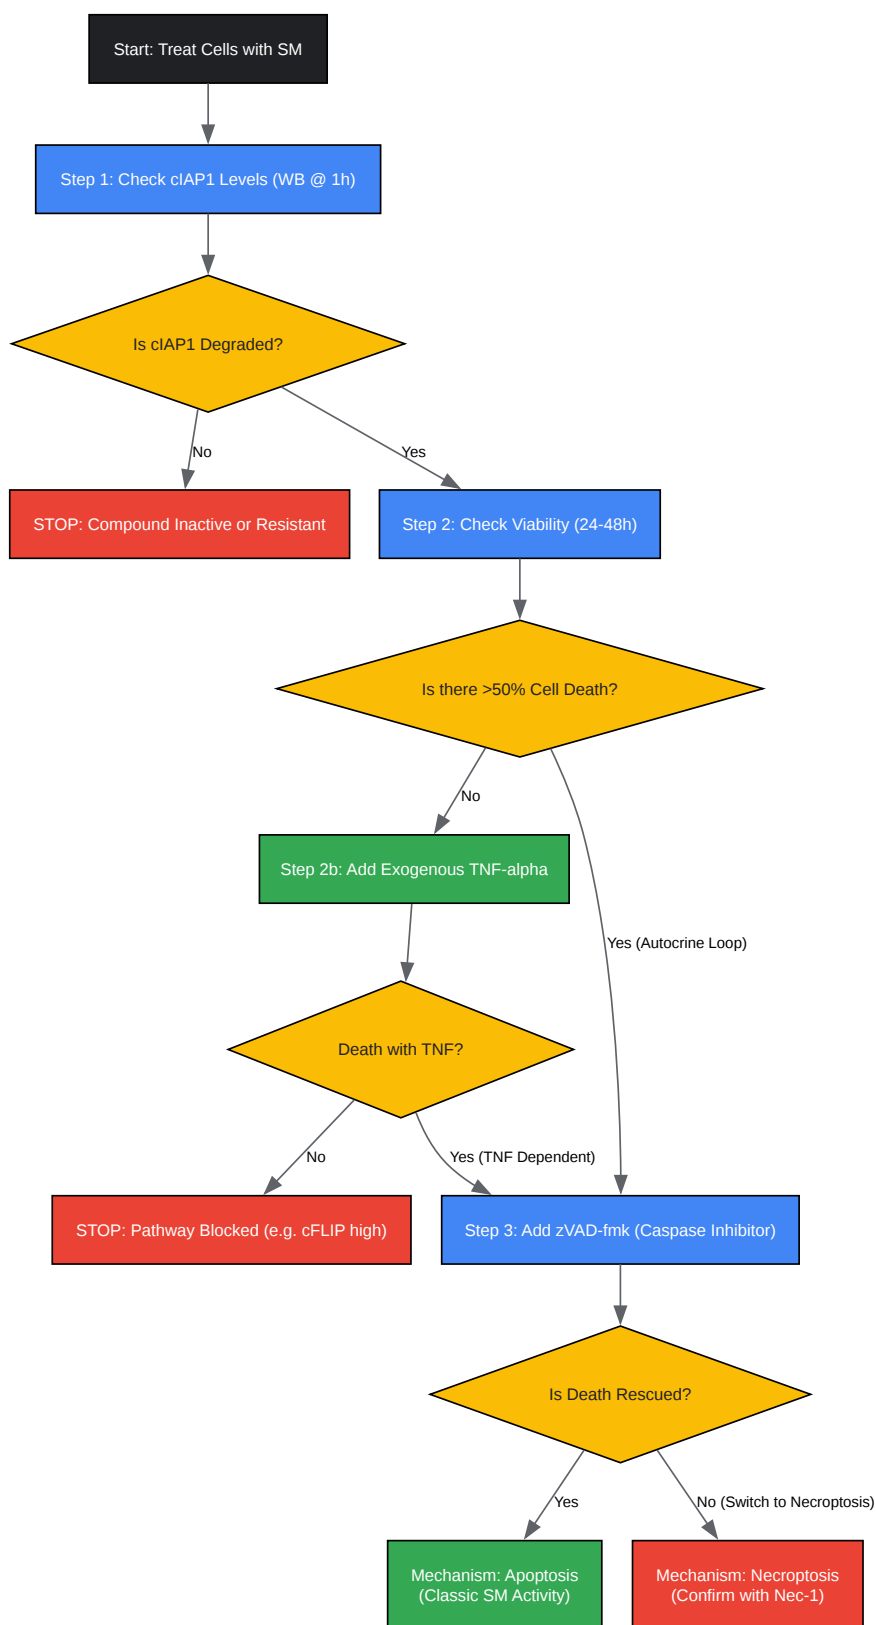 Start: Treat Cells with SM
Step 1: Check cIAP1 Levels (WB @ 1h)
Is cIAP1 Degraded?
No
Yes
STOP: Compound Inactive or Resistant
Step 2: Check Viability (24-48h)
Is there >50% Cell Death?
No
Step 2b: Add Exogenous TNF-alpha
Yes (Autocrine Loop)
Death with TNF?
No
Yes (TNF Dependent)
STOP: Pathway Blocked (e.g. cFLIP high)
Step 3: Add zVAD-fmk (Caspase Inhibitor)
Is Death Rescued?
Yes
No (Switch to Necroptosis)
Mechanism: Apoptosis
(Classic SM Activity)
Mechanism: Necroptosis
(Confirm with Nec-1)